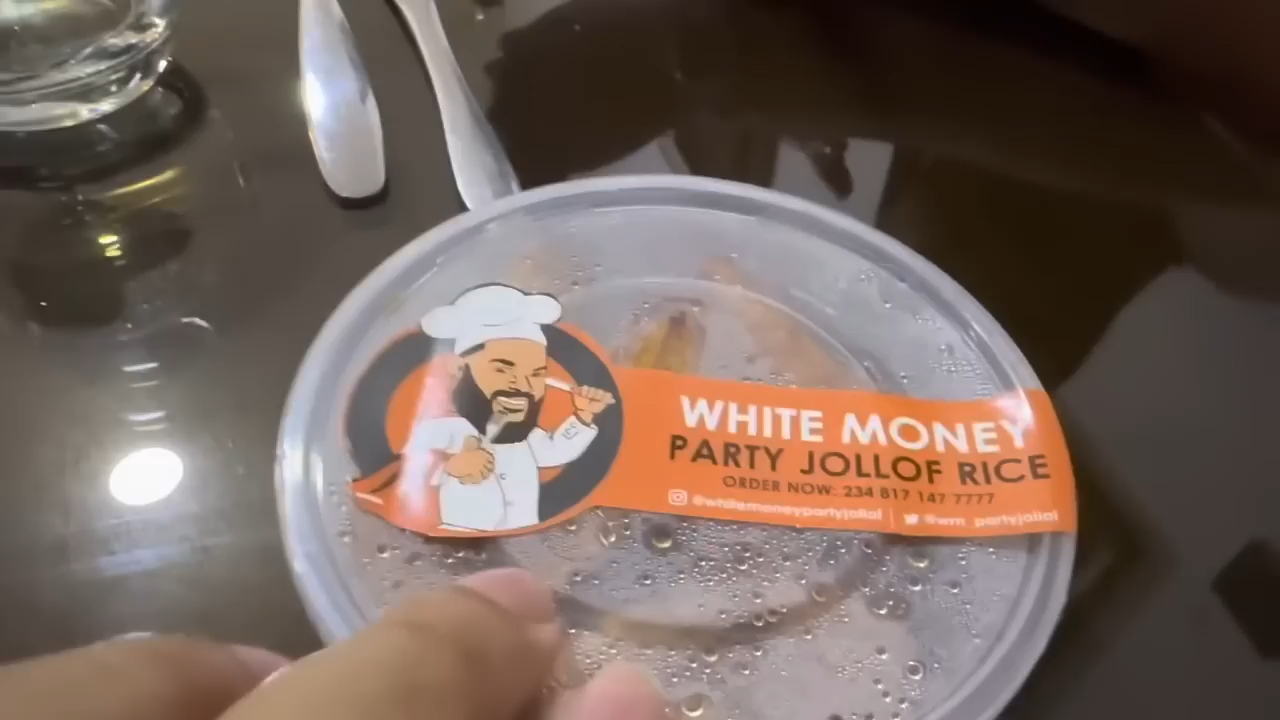 WHITE MONEY
PARTY JOLLOF RICE
ORDER NOW: 234 817 147 7777
@whitemoneypartyjollof | @wm_partyjollof